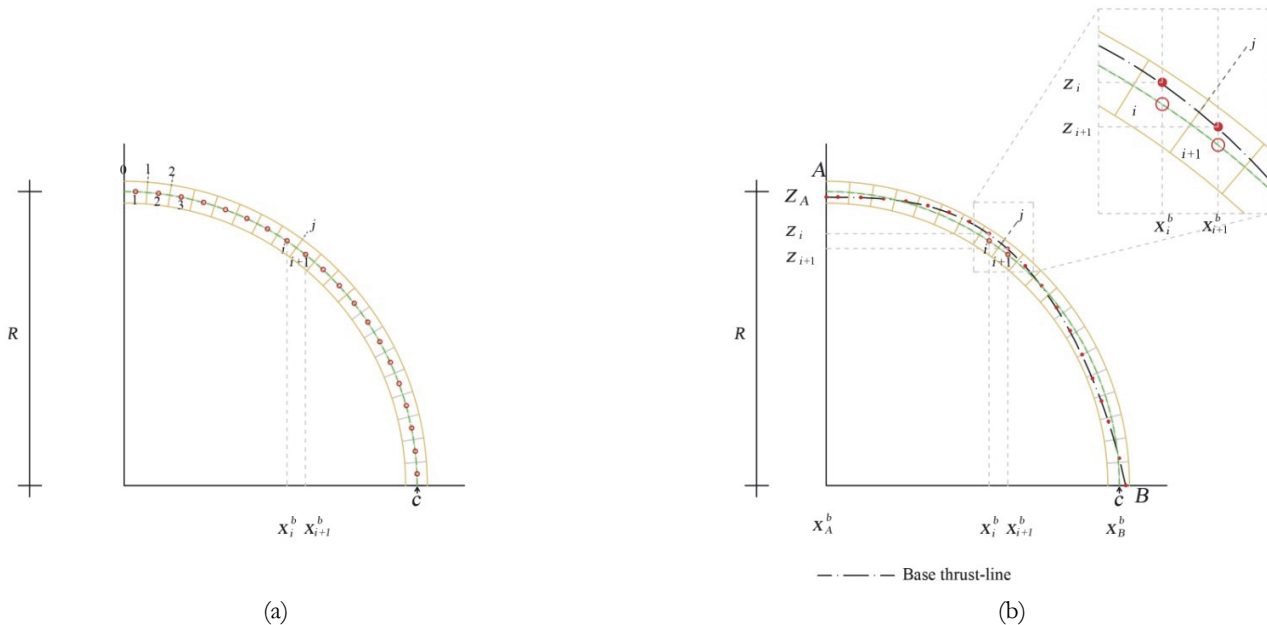 0 1 2
1 2 3
i
i+1
j
R
c
x_i^b x_{i+1}^b
(a)
A
Z_A
Z_i
Z_{i+1}
i
i+1
j
R
c
B
x_A^b x_i^b x_{i+1}^b x_B^b
Z_i
Z_{i+1}
i
i+1
j
x_i^b x_{i+1}^b
Base thrust-line
(b)